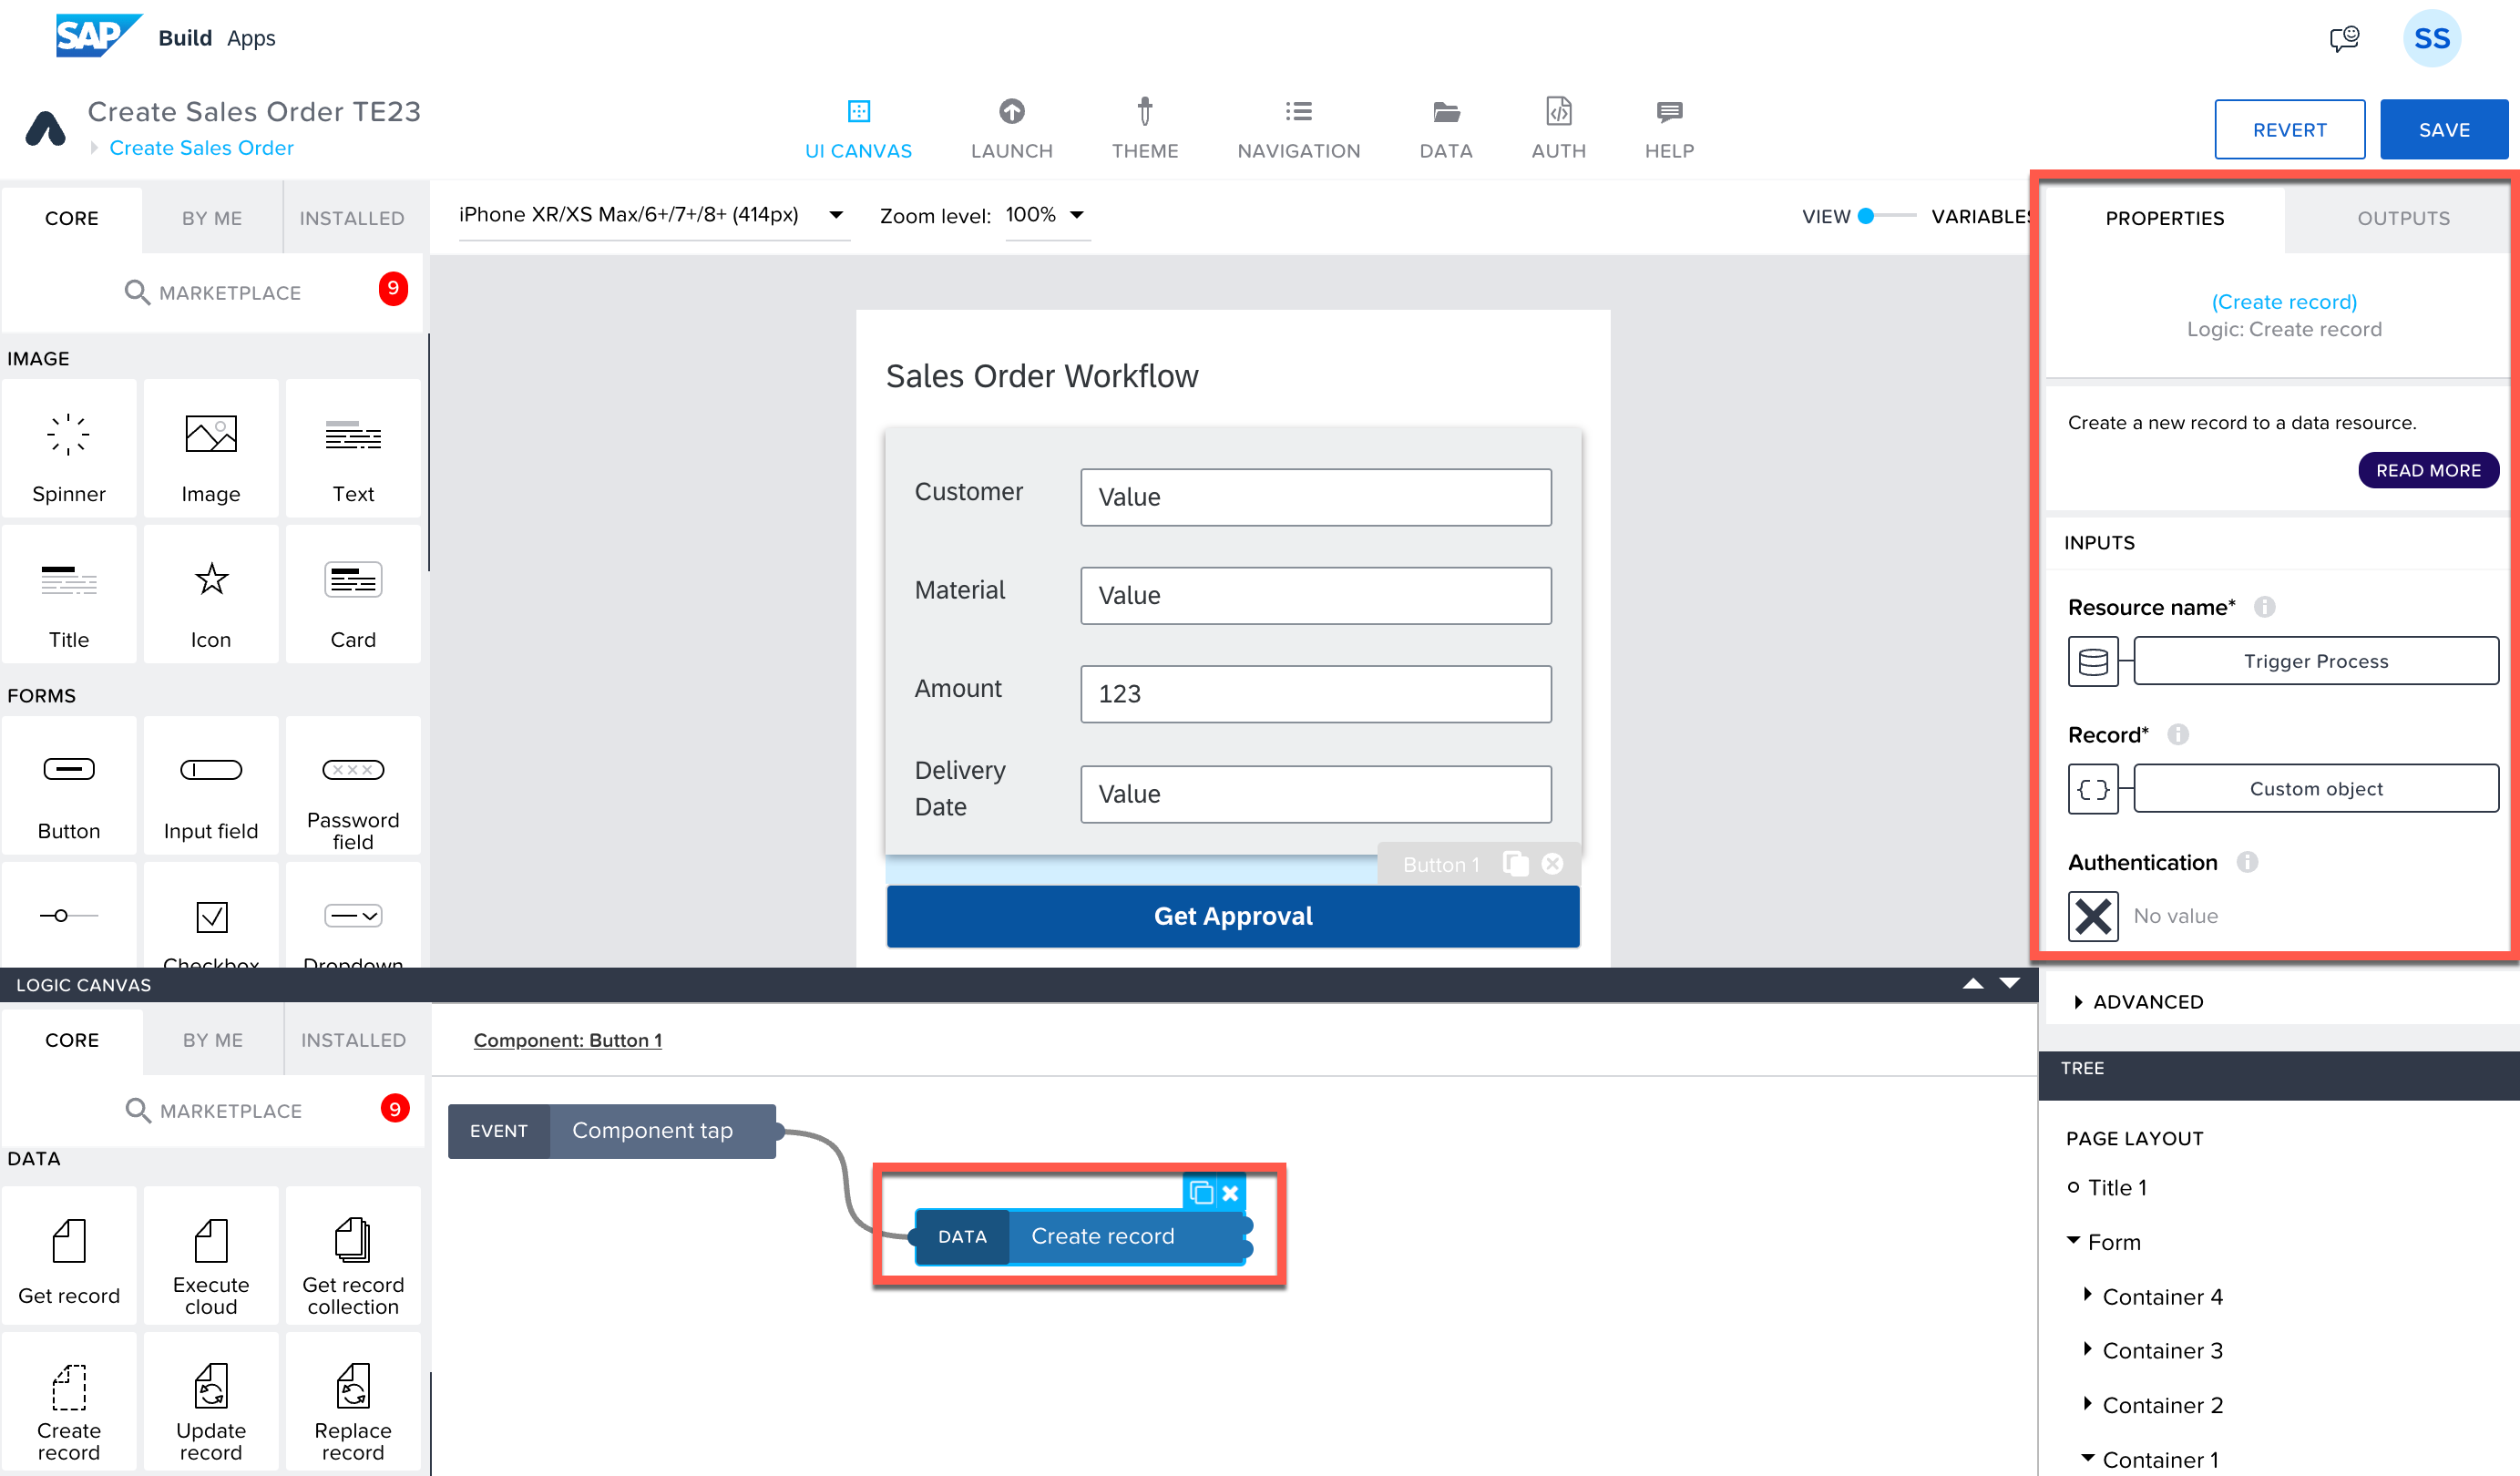 SAP Build Apps
SS
Create Sales Order TE23
Create Sales Order
UI CANVAS
LAUNCH
THEME
NAVIGATION
DATA
AUTH
HELP
REVERT
SAVE
CORE
BY ME
INSTALLED
MARKETPLACE
9
IMAGE
Spinner
Image
Text
Title
Icon
Card
FORMS
Button
Input field
Password
field
Checkbox
Dropdown
iPhone XR/XS Max/6+/7+/8+ (414px)
Zoom level: 100%
VIEW
VARIABLES
Sales Order Workflow
Customer
Value
Material
Value
Amount
123
Delivery
Date
Value
Button 1
Get Approval
PROPERTIES
OUTPUTS
(Create record)
Logic: Create record
Create a new record to a data resource.
READ MORE
INPUTS
Resource name*
Trigger Process
Record*
Custom object
Authentication
No value
ADVANCED
LOGIC CANVAS
CORE
BY ME
INSTALLED
MARKETPLACE
9
DATA
Get record
Execute
cloud
Get record
collection
Create
record
Update
record
Replace
record
Component: Button 1
EVENT
Component tap
DATA
Create record
TREE
PAGE LAYOUT
Title 1
Form
Container 4
Container 3
Container 2
Container 1